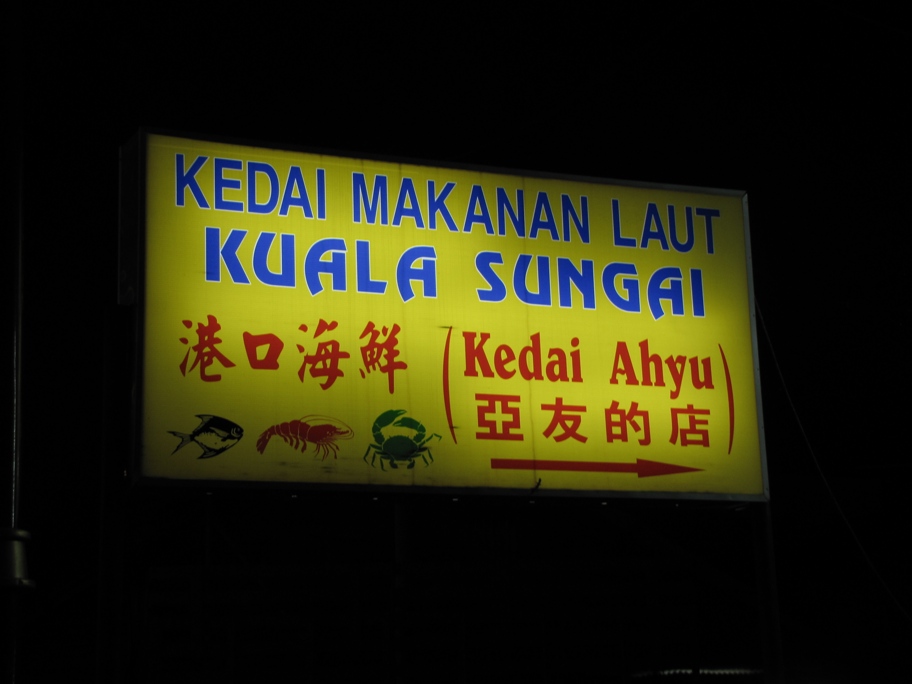 KEDAI MAKANAN LAUT
KUALA SUNGAI
港口海鮮
(Kedai Ahyu
亞友的店)